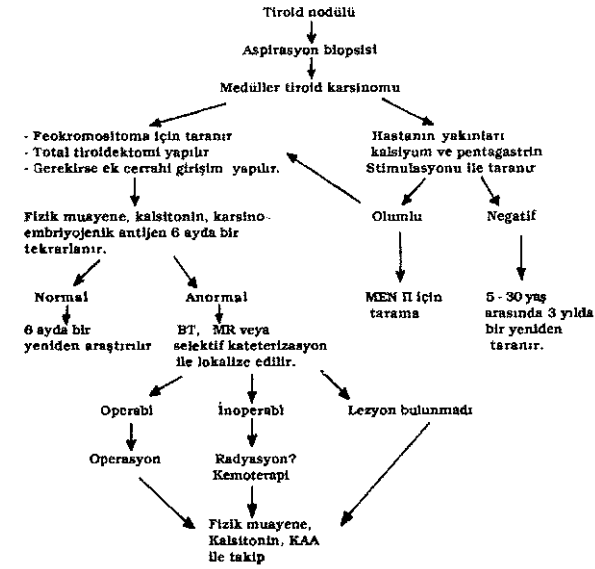 Tiroid nodülü
Aspirasyon biopsisi
Medüller tiroid karsinomu
- Feokromositoma için taranır
- Total tiroidektomi yapılır
- Gerekirse ek cerrahi girişim yapılır.
Hastanın yakınları
kalsiyum ve pentagastrin
Stimulasyonu ile taranır
Fizik muayene, kalsitonin, karsino-
embriyojenik antijen 6 ayda bir
tekrarlanır.
Olumlu
Negatif
Normal
Anormal
MEN II için
tarama
5 - 30 yaş
arasında 3 yılda
bir yeniden
taranır.
6 ayda bir
yeniden araştırılır
BT, MR veya
selektif kateterizasyon
ile lokalize edilir.
Operabl
İnoperabl
Lezyon bulunmadı
Operasyon
Radyasyon?
Kemoterapi
Fizik muayene,
Kalsitonin, KAA
ile takip